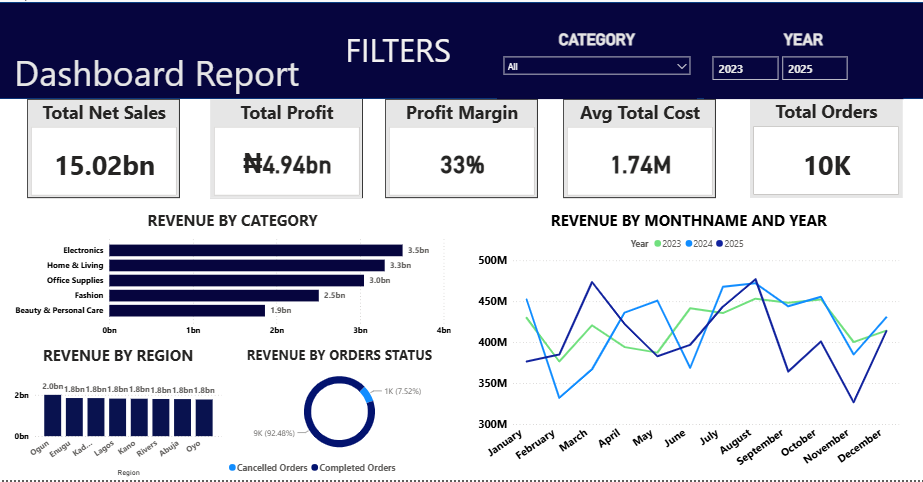 Dashboard Report
FILTERS
CATEGORY
All
YEAR
2023 2025
Total Net Sales
15.02bn
Total Profit
₦4.94bn
Profit Margin
33%
Avg Total Cost
1.74M
Total Orders
10K
REVENUE BY CATEGORY
Electronics 3.5bn
Home & Living 3.3bn
Office Supplies 3.0bn
Fashion 2.5bn
Beauty & Personal Care 1.9bn
0bn 1bn 2bn 3bn 4bn
REVENUE BY MONTHNAME AND YEAR
Year 2023 2024 2025
500M
450M
400M
350M
300M
January February March April May June July August September October November December
REVENUE BY REGION
2.0bn 1.8bn 1.8bn 1.8bn 1.8bn 1.8bn 1.8bn 1.8bn
2bn
0bn
Ogun Enugu Kad... Lagos Kano Rivers Abuja Oyo
Region
REVENUE BY ORDERS STATUS
1K (7.52%)
9K (92.48%)
Cancelled Orders Completed Orders